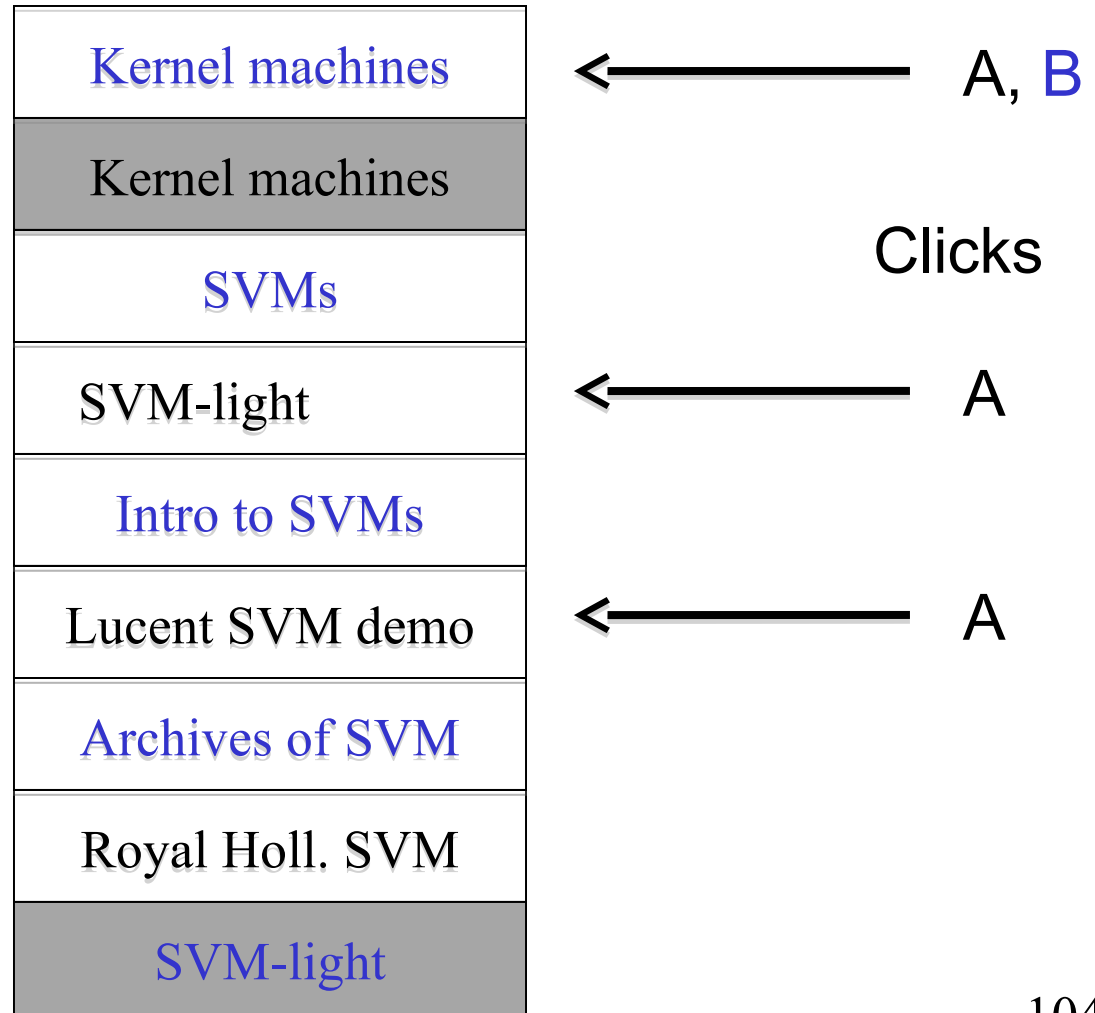 Kernel machines
A, B
Kernel machines
Clicks
SVMs
SVM-light
A
Intro to SVMs
Lucent SVM demo
A
Archives of SVM
Royal Holl. SVM
SVM-light
104